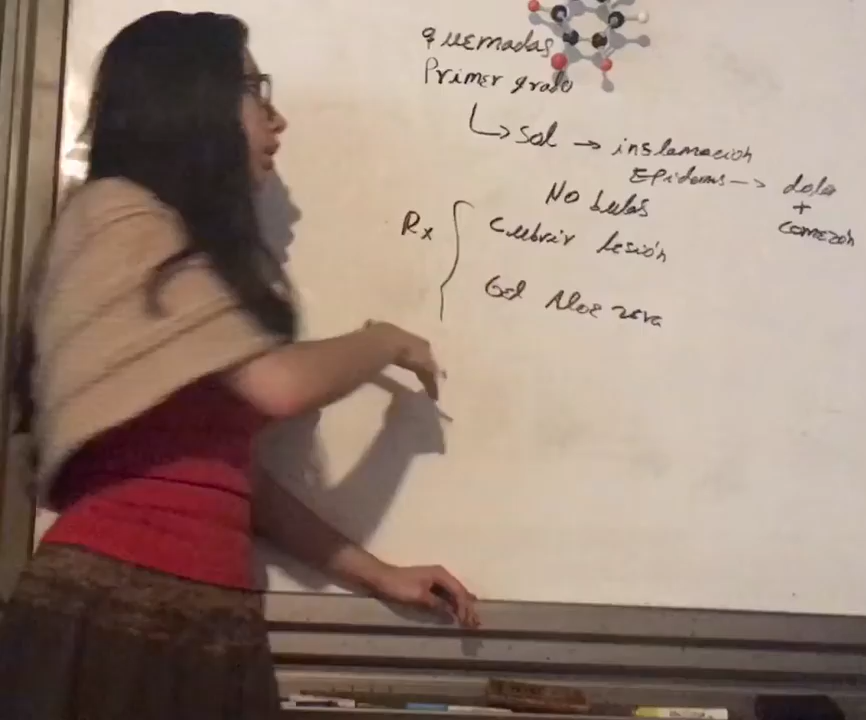 quemadas
Primer grado
↳ sol → inflamación
Epidermis → dolor
+
comezón
No bulas
Rx { Cubrir lesión
Gel Aloe vera